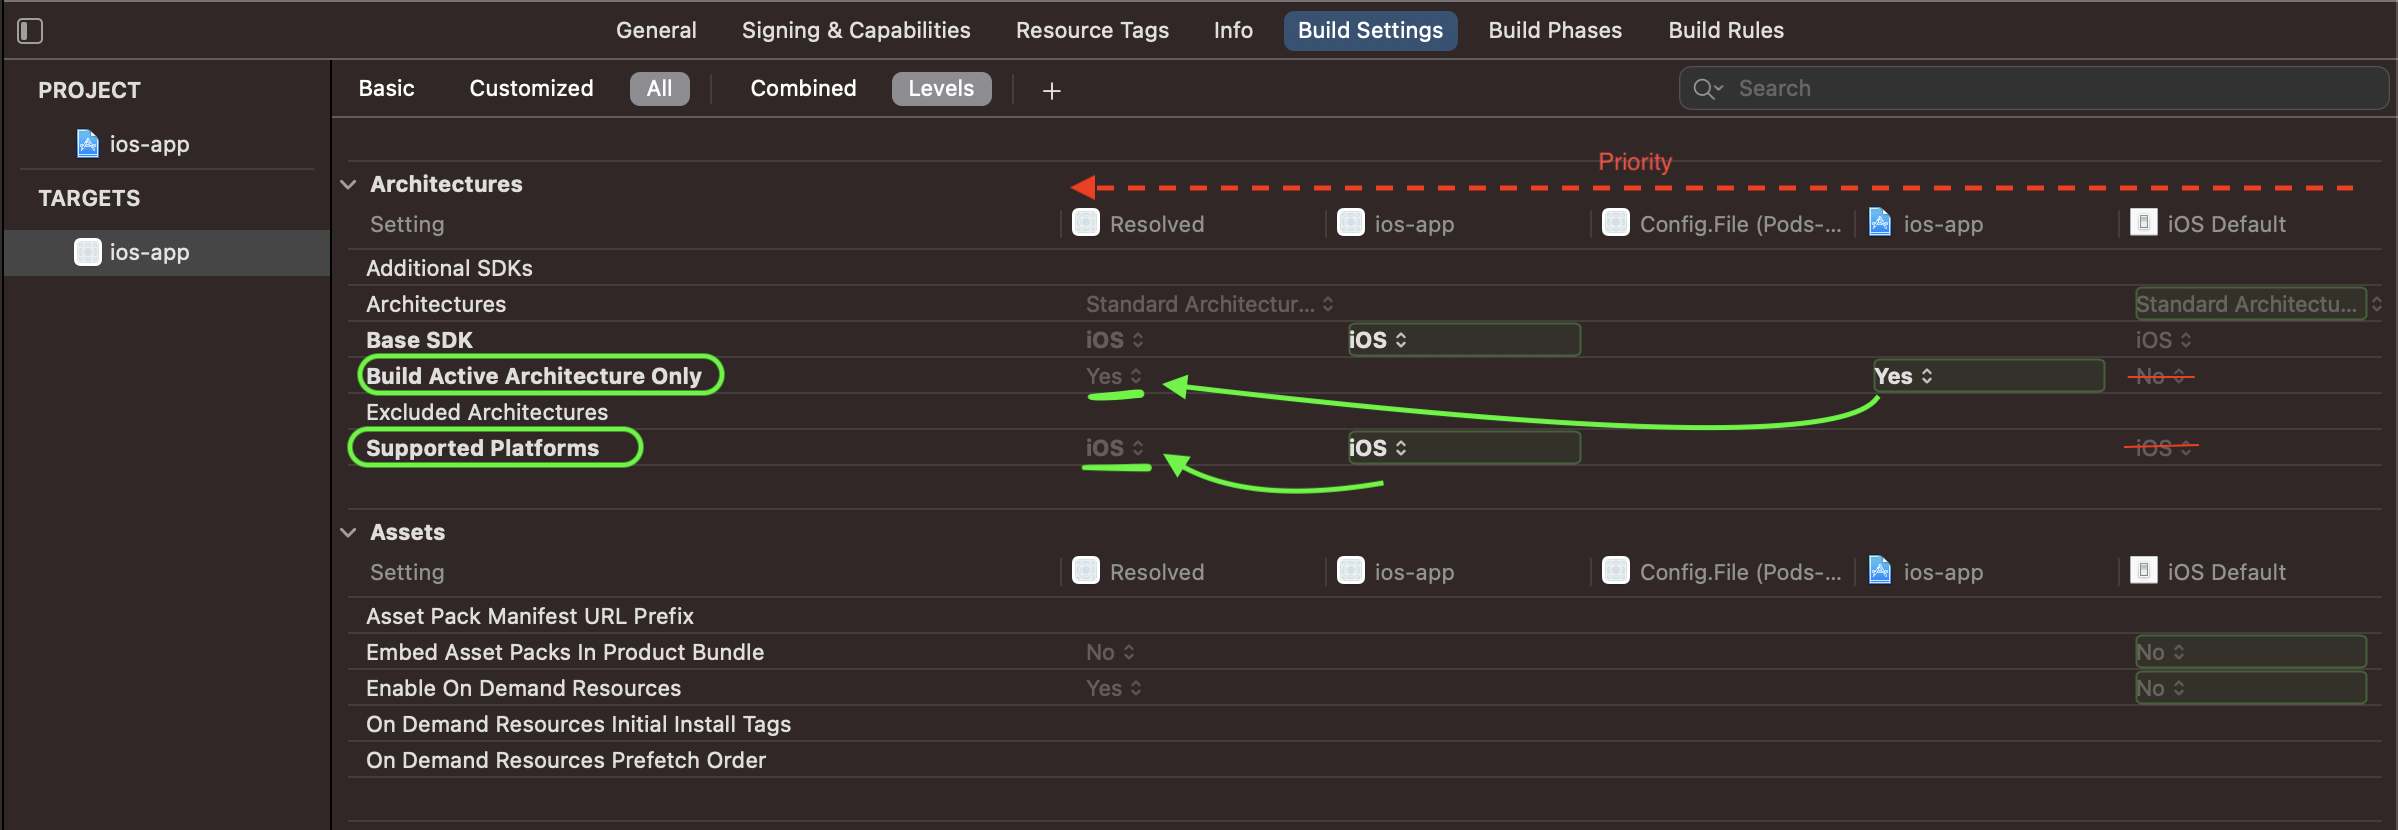 General Signing & Capabilities Resource Tags Info Build Settings Build Phases Build Rules
PROJECT
ios-app
TARGETS
ios-app
Basic Customized All Combined Levels + Search
Priority
Architectures
Setting Resolved ios-app Config.File (Pods-... ios-app iOS Default
Additional SDKs
Architectures Standard Architectur... Standard Architectu...
Base SDK iOS iOS iOS
Build Active Architecture Only Yes Yes No
Excluded Architectures
Supported Platforms iOS iOS iOS
Assets
Setting Resolved ios-app Config.File (Pods-... ios-app iOS Default
Asset Pack Manifest URL Prefix
Embed Asset Packs In Product Bundle No No
Enable On Demand Resources Yes No
On Demand Resources Initial Install Tags
On Demand Resources Prefetch Order